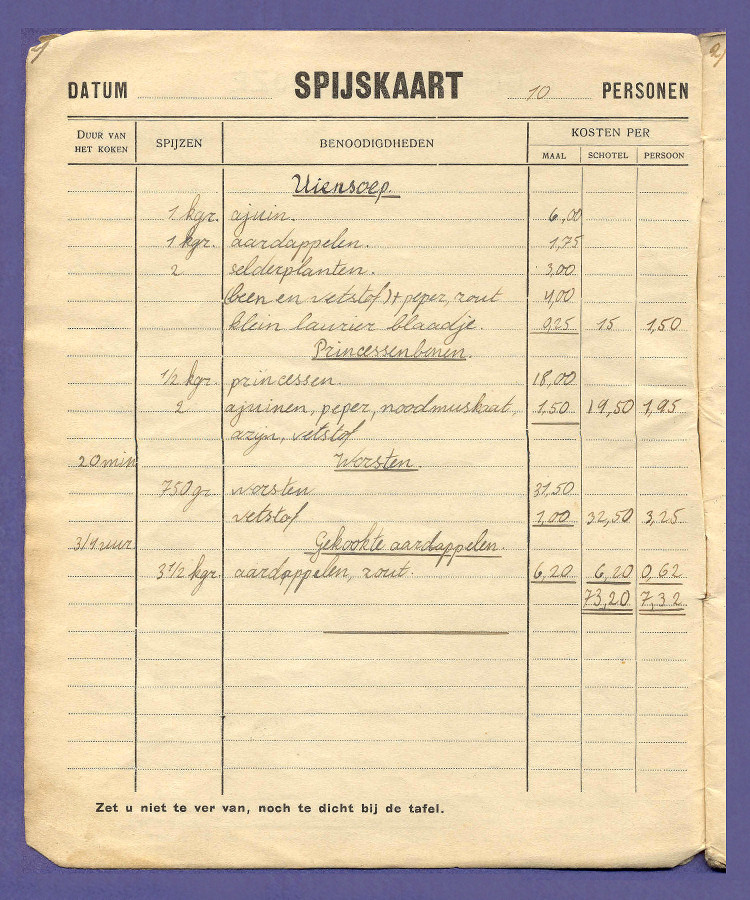 DATUM SPIJSKAART 10 PERSONEN
DUUR VAN HET KOKEN SPIJZEN BENOODIGDHEDEN KOSTEN PER
MAAL SCHOTEL PERSOON
Uiensoep.
1 kgr. ajuin. 6,00
1 kgr. aardappelen. 1,75
2 selderplanten. 3,00
(been en vetstof) + peper, zout 4,00
klein laurier blaadje. 0,25 15 1,50
Princessenbonen.
1/2 kgr. princessen. 18,00
2 ajuinen, peper, noodmuskaat, 1,50 19,50 1,95
azijn, vetstof
20 min Worsten.
750 gr. worsten 31,50
vetstof 1,00 32,50 3,25
3/4 uur Gekookte aardappelen.
3 1/2 kgr. aardappelen, zout. 6,20 6,20 0,62
73,20 7,32
Zet u niet te ver van, noch te dicht bij de tafel.